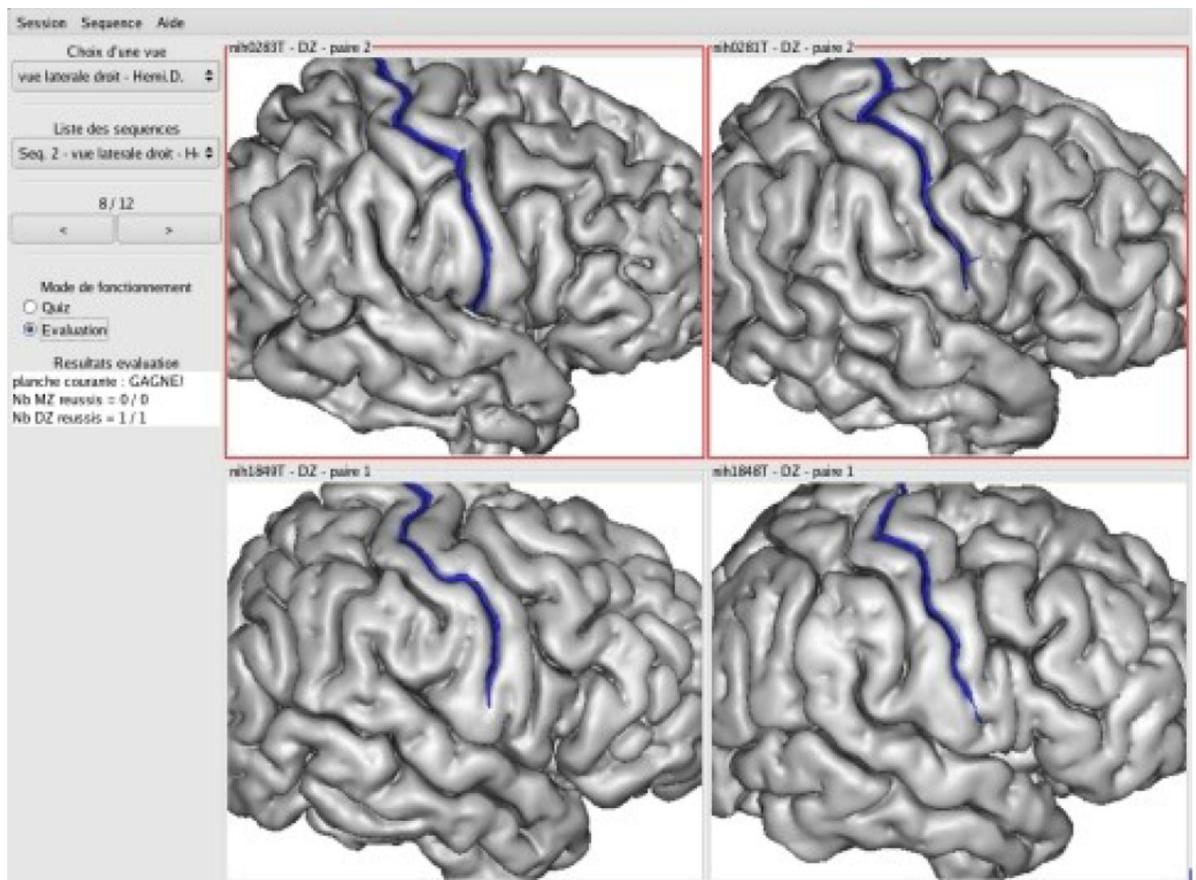 Session Sequence Aide
Choix d'une vue
vue laterale droit - Hemi.D.
Liste des sequences
Seq. 2 - vue laterale droit - H
8 / 12
< >
Mode de fonctionnement
Quiz
Evaluation
Resultats evaluation
planche courante : GAGNE!
Nb MZ reussis = 0 / 0
Nb DZ reussis = 1 / 1
nih0283T - DZ - paire 2
nih0281T - DZ - paire 2
nih1849T - DZ - paire 1
nih1848T - DZ - paire 1